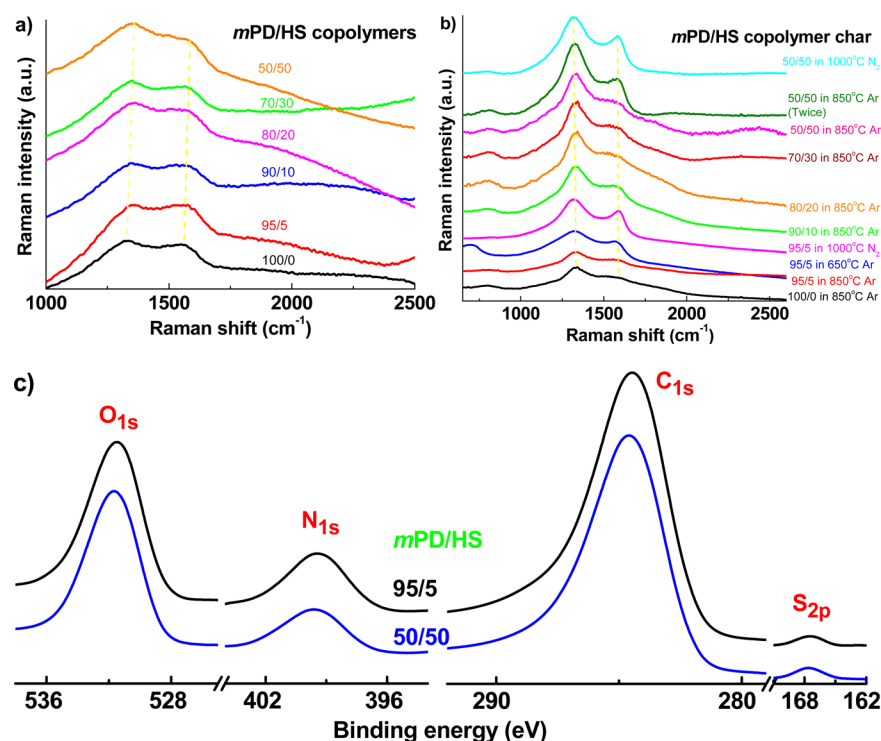 a)
mPD/HS copolymers
50/50
70/30
80/20
90/10
95/5
100/0
Raman intensity (a.u.)
1000 1500 2000 2500
Raman shift (cm⁻¹)
b)
mPD/HS copolymer char
50/50 in 1000°C N₂
50/50 in 850°C Ar
(Twice)
50/50 in 850°C Ar
70/30 in 850°C Ar
80/20 in 850°C Ar
90/10 in 850°C Ar
95/5 in 1000°C N₂
95/5 in 650°C Ar
95/5 in 850°C Ar
100/0 in 850°C Ar
Raman intensity (a.u.)
1000 1500 2000 2500
Raman shift (cm⁻¹)
c)
O₁s
N₁s
C₁s
S₂p
mPD/HS
95/5
50/50
536 528 402 396 290 280 168 162
Binding energy (eV)